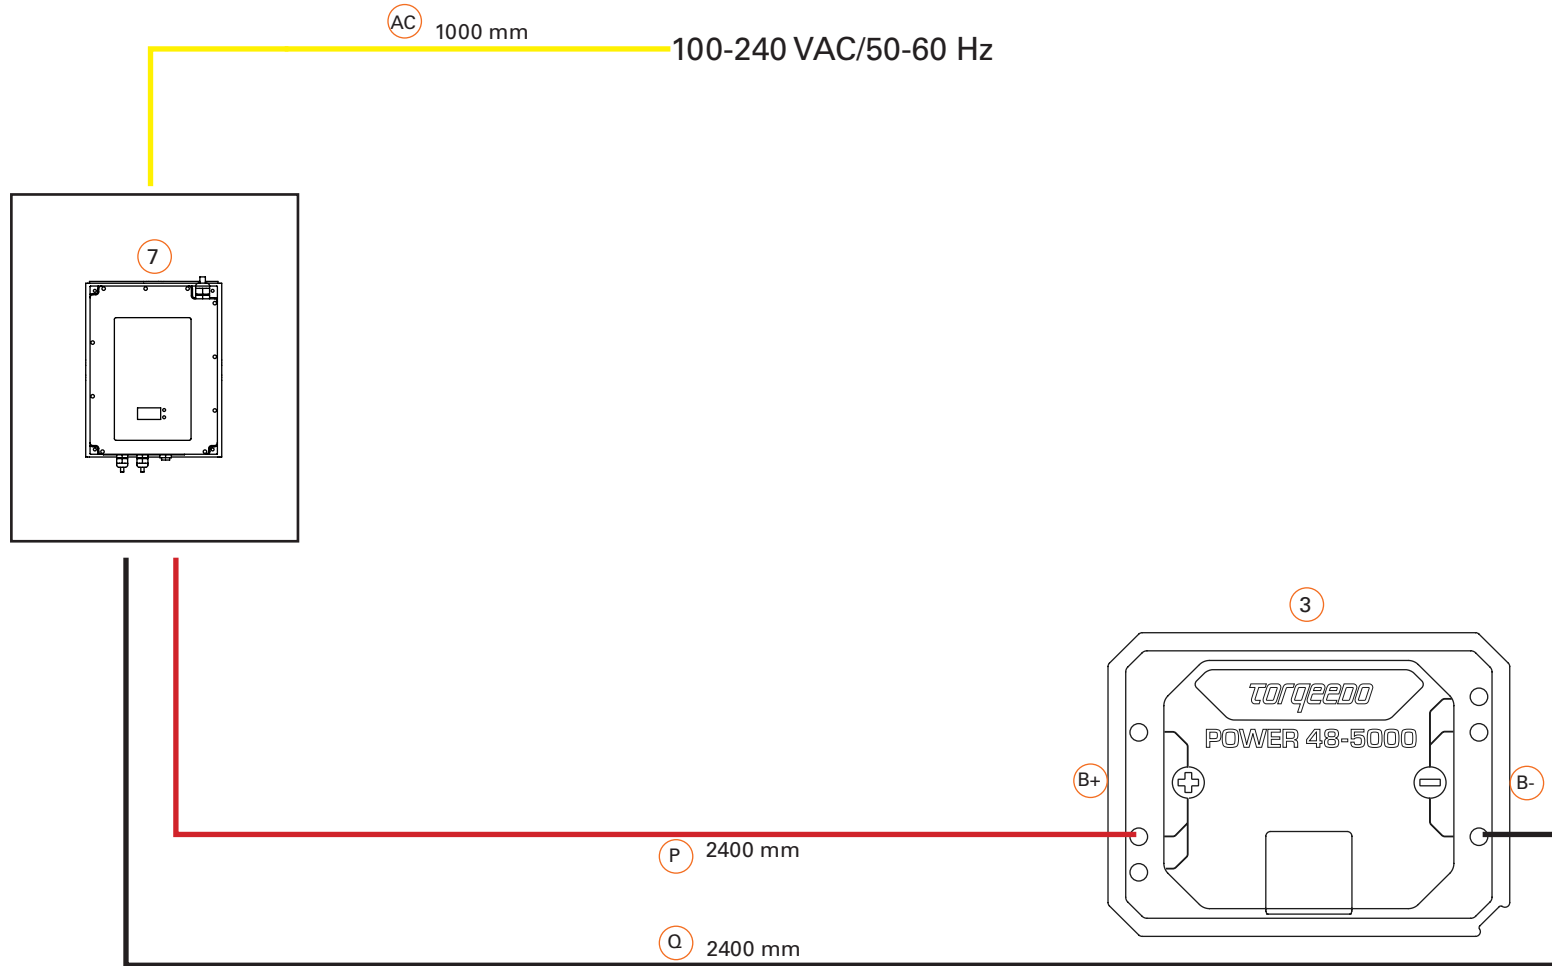 AC
1000 mm
100-240 VAC/50-60 Hz
7
3
TORQEEDO
POWER 48-5000
B+
B-
P
2400 mm
Q
2400 mm